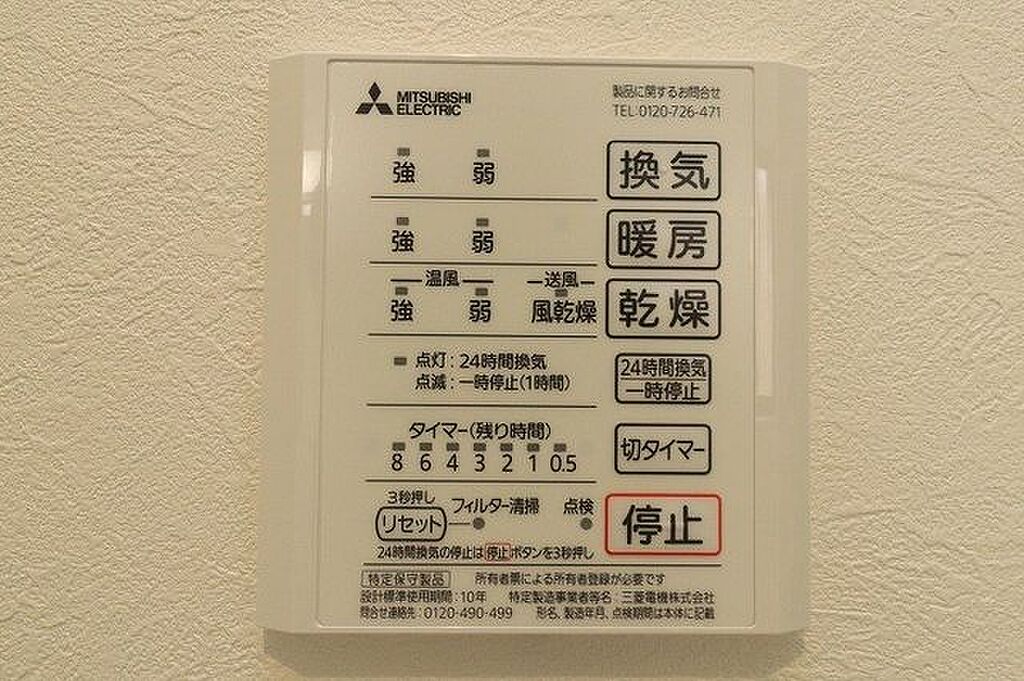 MITSUBISHI
ELECTRIC
製品に関するお問合せ
TEL:0120-726-471
強 弱 換気
強 弱 暖房
温風 送風
強 弱 風乾燥 乾燥
点灯:24時間換気
点滅:一時停止(1時間)
24時間換気
一時停止
タイマー(残り時間)
8 6 4 3 2 1 0.5
切タイマー
3秒押し
リセット フィルター清掃 点検
停止
24時間換気の停止は停止ボタンを3秒押し
特定保守製品 所有者票による所有者登録が必要です
設計標準使用期間:10年 特定製造事業者等名:三菱電機株式会社
問合せ連絡先:0120-490-499 形名、製造年月、点検期間は本体に記載